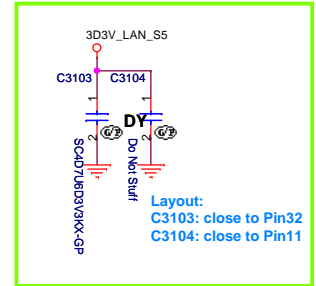 3D3V_LAN_S5
C3103
C3104
1
1
DY
2
2
G/P
G/P
SC4D7U6D3V3KX-GP
Do Not Stuff
Layout:
C3103: close to Pin32
C3104: close to Pin11